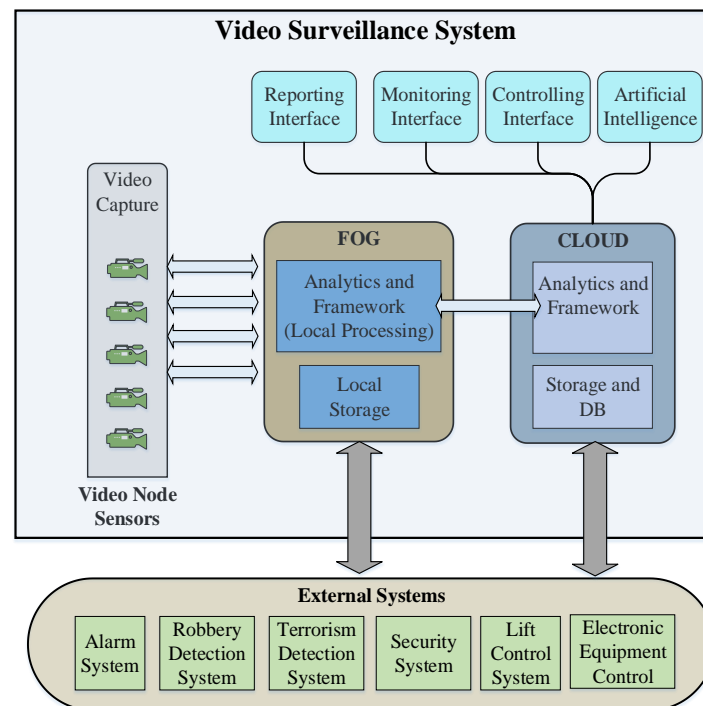 Video Surveillance System
Reporting
Interface
Monitoring
Interface
Controlling
Interface
Artificial
Intelligence
Video
Capture
FOG
CLOUD
Analytics and
Framework
(Local Processing)
Analytics and
Framework
Local
Storage
Storage and
DB
Video Node
Sensors
External Systems
Alarm
System
Robbery
Detection
System
Terrorism
Detection
System
Security
System
Lift
Control
System
Electronic
Equipment
Control